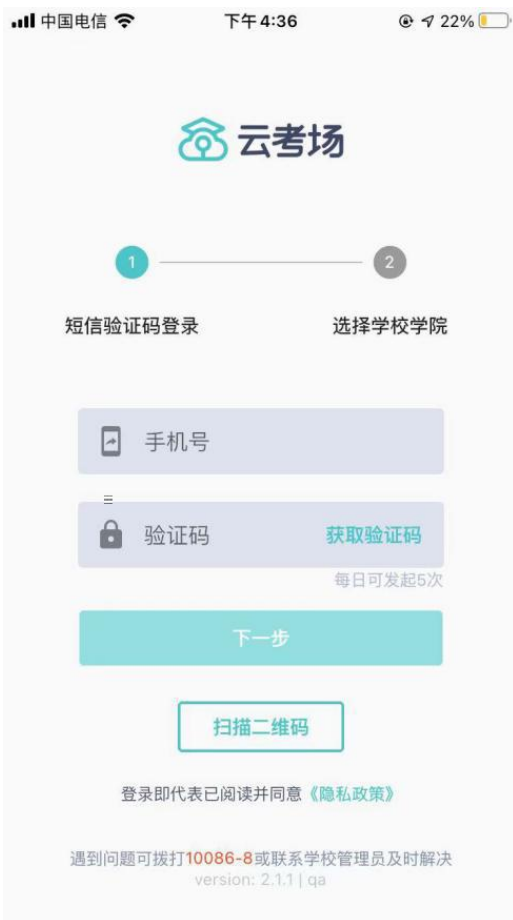 中国电信 下午4:36 22%
云考场
1 2
短信验证码登录 选择学校学院
手机号
验证码 获取验证码
每日可发起5次
下一步
扫描二维码
登录即代表已阅读并同意《隐私政策》
遇到问题可拨打10086-8或联系学校管理员及时解决
version: 2.1.1 | qa